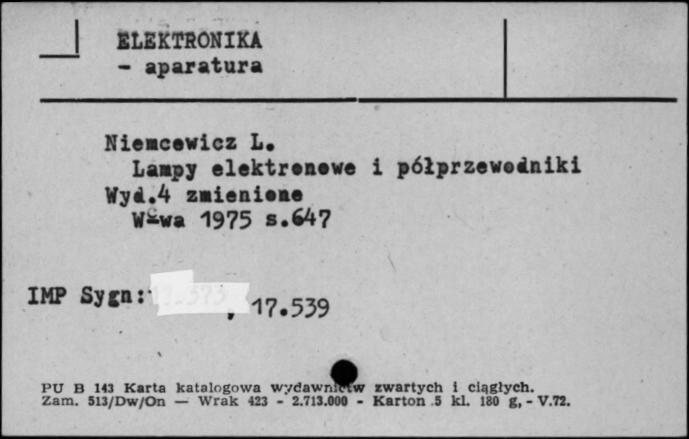 ELEKTRONIKA
- aparatura
Niemcewicz L.
Lampy elektronowe i półprzewodniki
Wyd.4 zmienione
W-wa 1975 s.647
IMP Sygn: , 17.539
PU B 143 Karta katalogowa wydawnictw zwartych i ciągłych.
Zam. 513/Dw/On — Wrak 423 - 2.713.000 - Karton 5 kl. 180 g, - V.72.